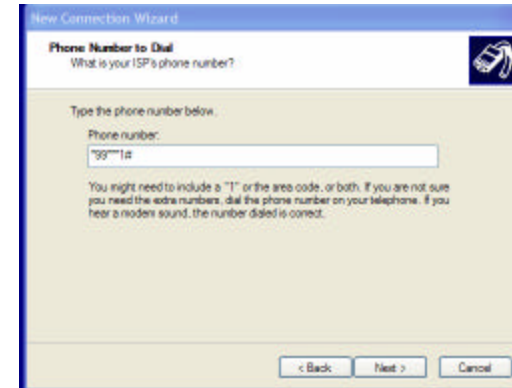 New Connection Wizard
Phone Number to Dial
What is your ISP's phone number?
Type the phone number below.
Phone number:
*99***1#
You might need to include a "1" or the area code, or both. If you are not sure
you need the extra numbers, dial the phone number on your telephone. If you
hear a modem sound, the number dialed is correct.
< Back
Next >
Cancel